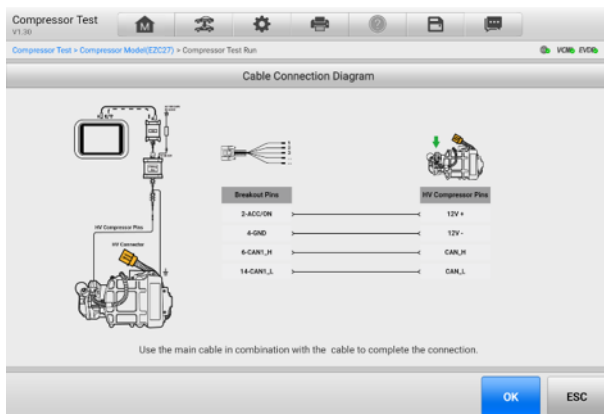 Compressor Test
V1.30
Compressor Test > Compressor Model(EZC27) > Compressor Test Run
VCMI EVDB
Cable Connection Diagram
HV Compressor Pins
HV Connector
Breakout Pins HV Compressor Pins
2-ACC/ON 12V +
4-GND 12V -
6-CAN1_H CAN_H
14-CAN1_L CAN_L
Use the main cable in combination with the cable to complete the connection.
OK ESC